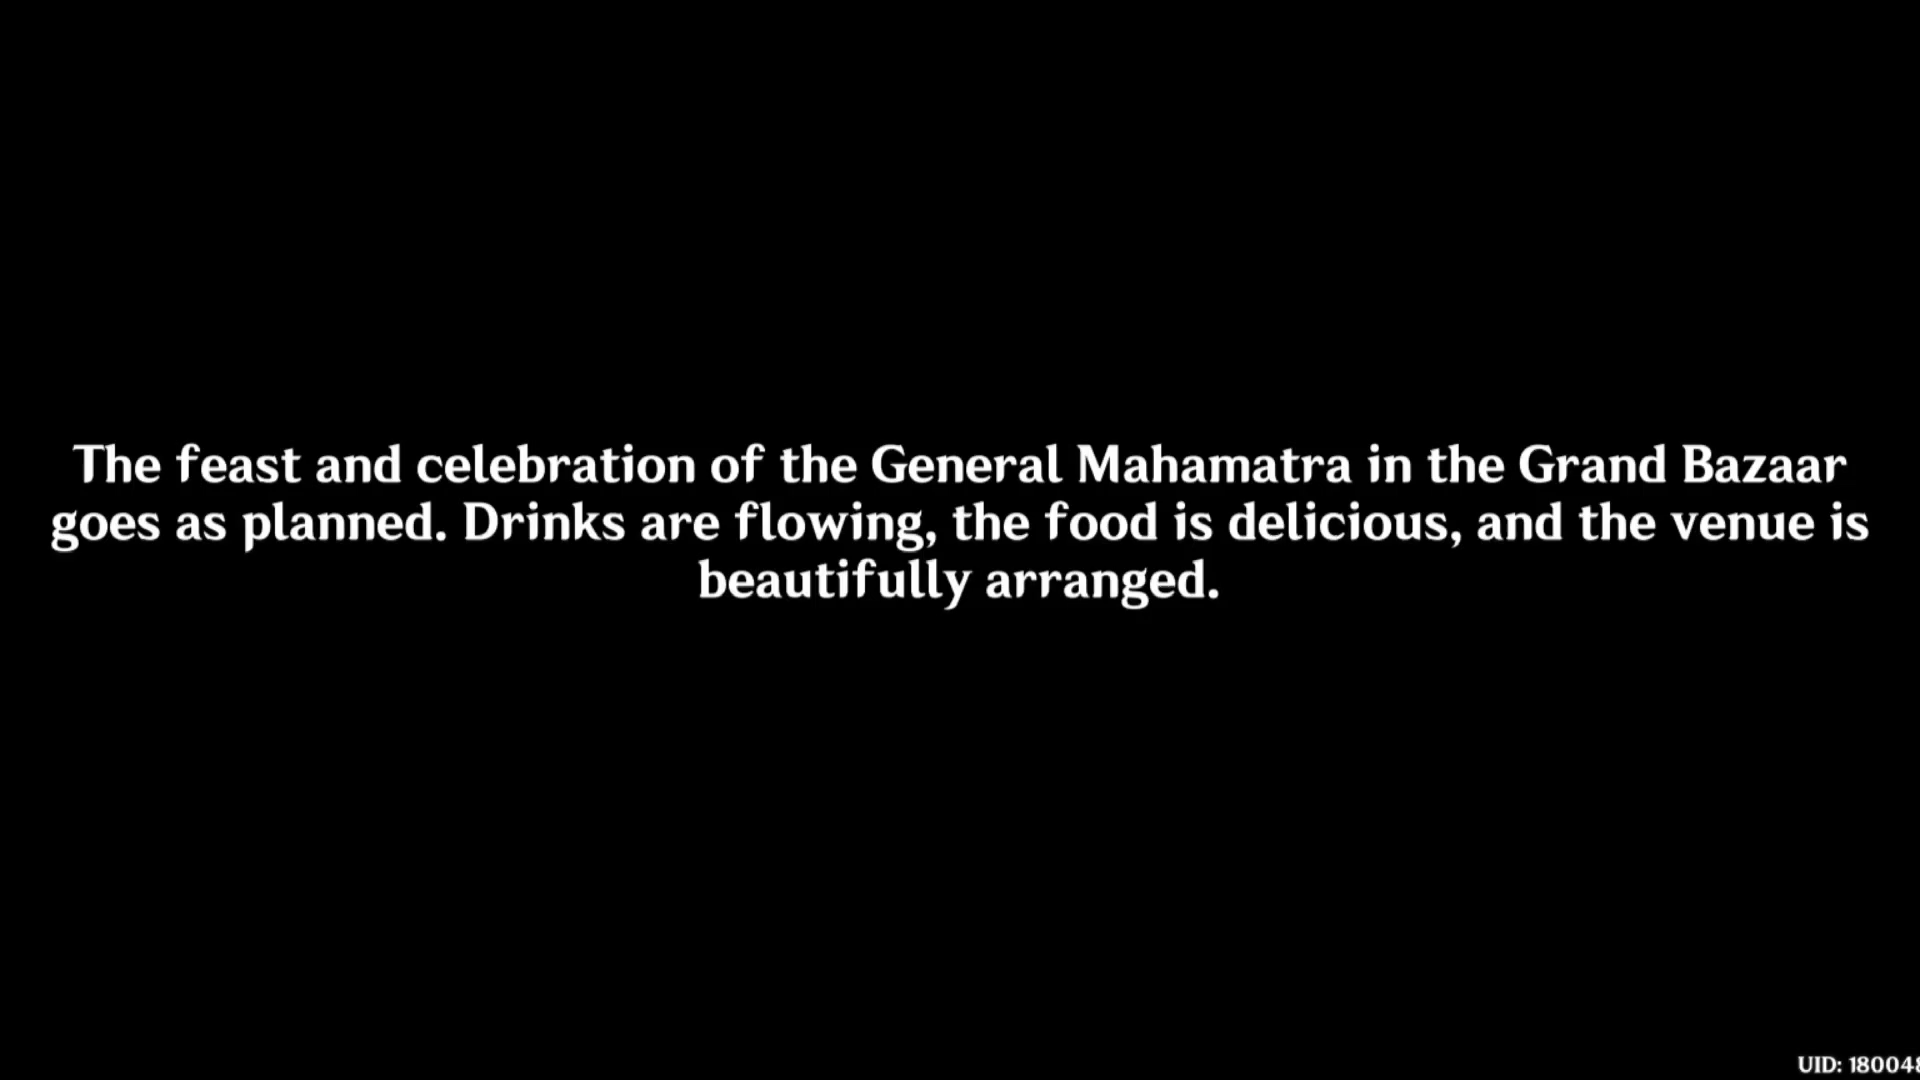 The feast and celebration of the General Mahamatra in the Grand Bazaar
goes as planned. Drinks are flowing, the food is delicious, and the venue is
beautifully arranged.
UID: 180048